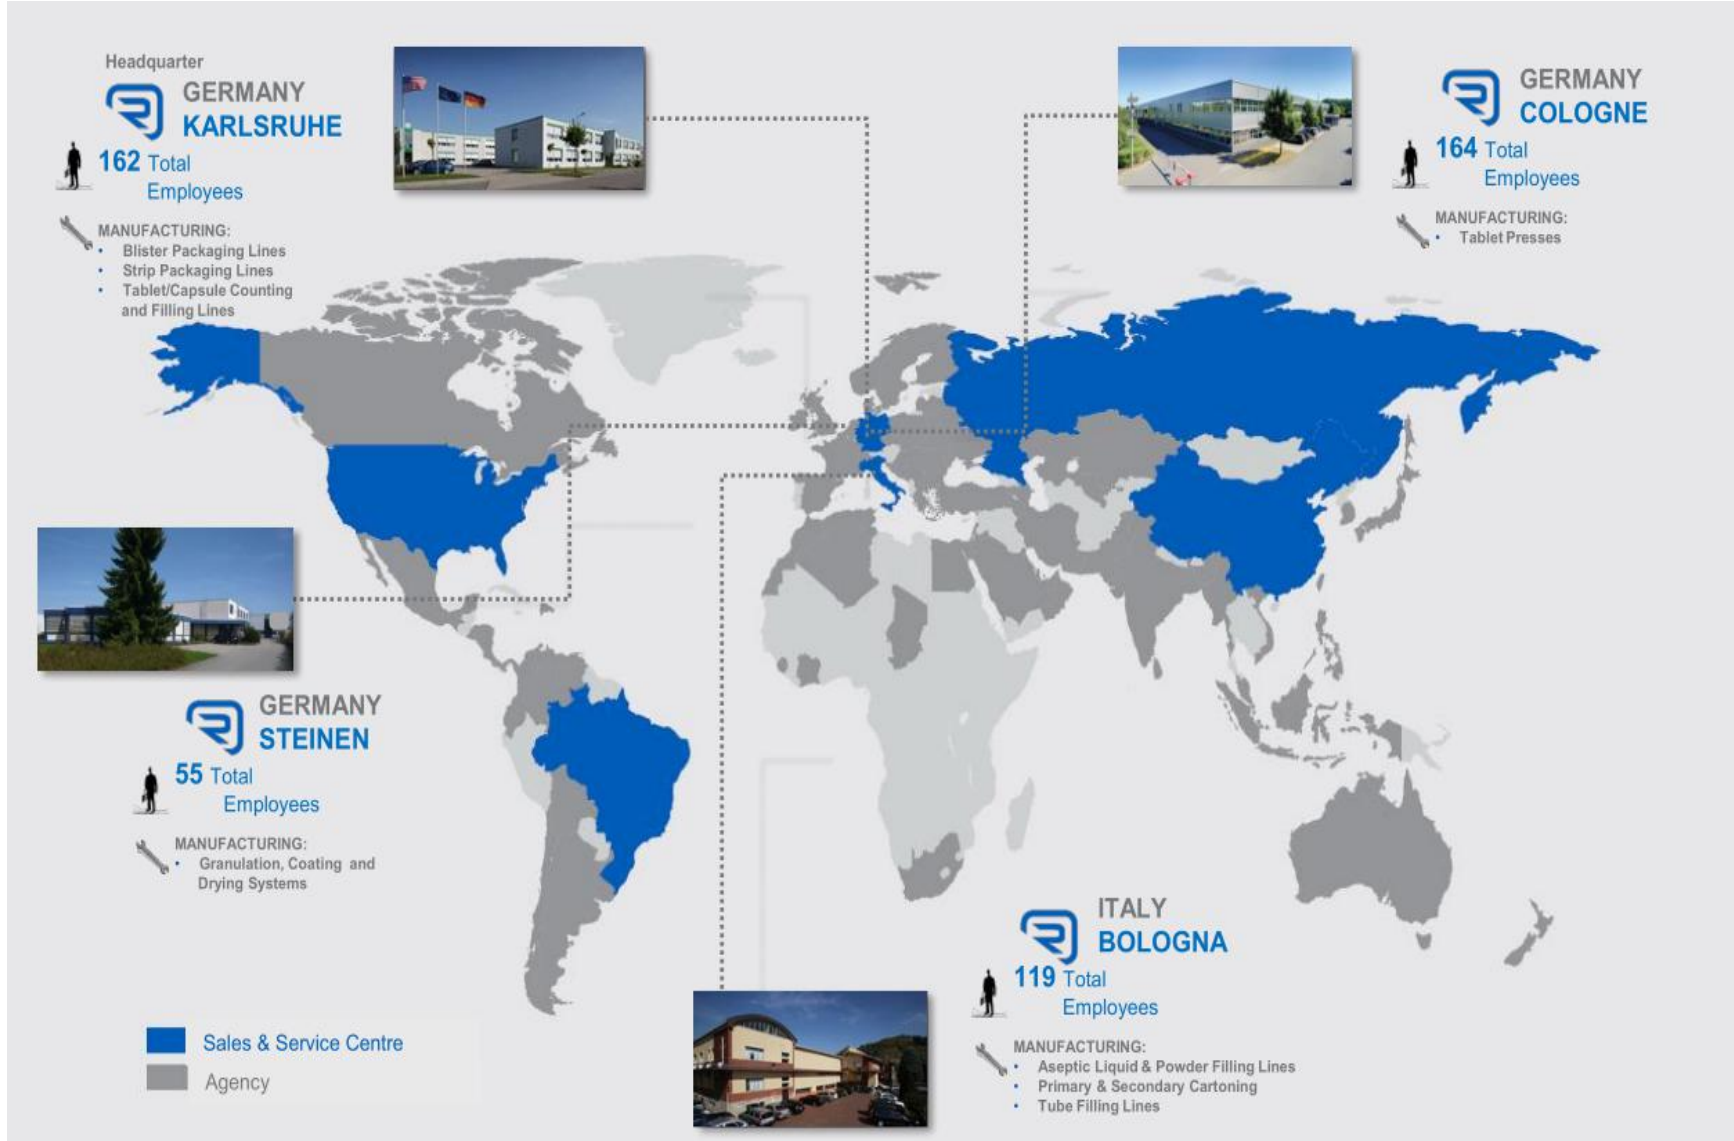 Headquarter
GERMANY
KARLSRUHE
162 Total
Employees
MANUFACTURING:
• Blister Packaging Lines
• Strip Packaging Lines
• Tablet/Capsule Counting
and Filling Lines
GERMANY
COLOGNE
164 Total
Employees
MANUFACTURING:
• Tablet Presses
GERMANY
STEINEN
55 Total
Employees
MANUFACTURING:
• Granulation, Coating and
Drying Systems
ITALY
BOLOGNA
119 Total
Employees
MANUFACTURING:
• Aseptic Liquid & Powder Filling Lines
• Primary & Secondary Cartoning
• Tube Filling Lines
Sales & Service Centre
Agency